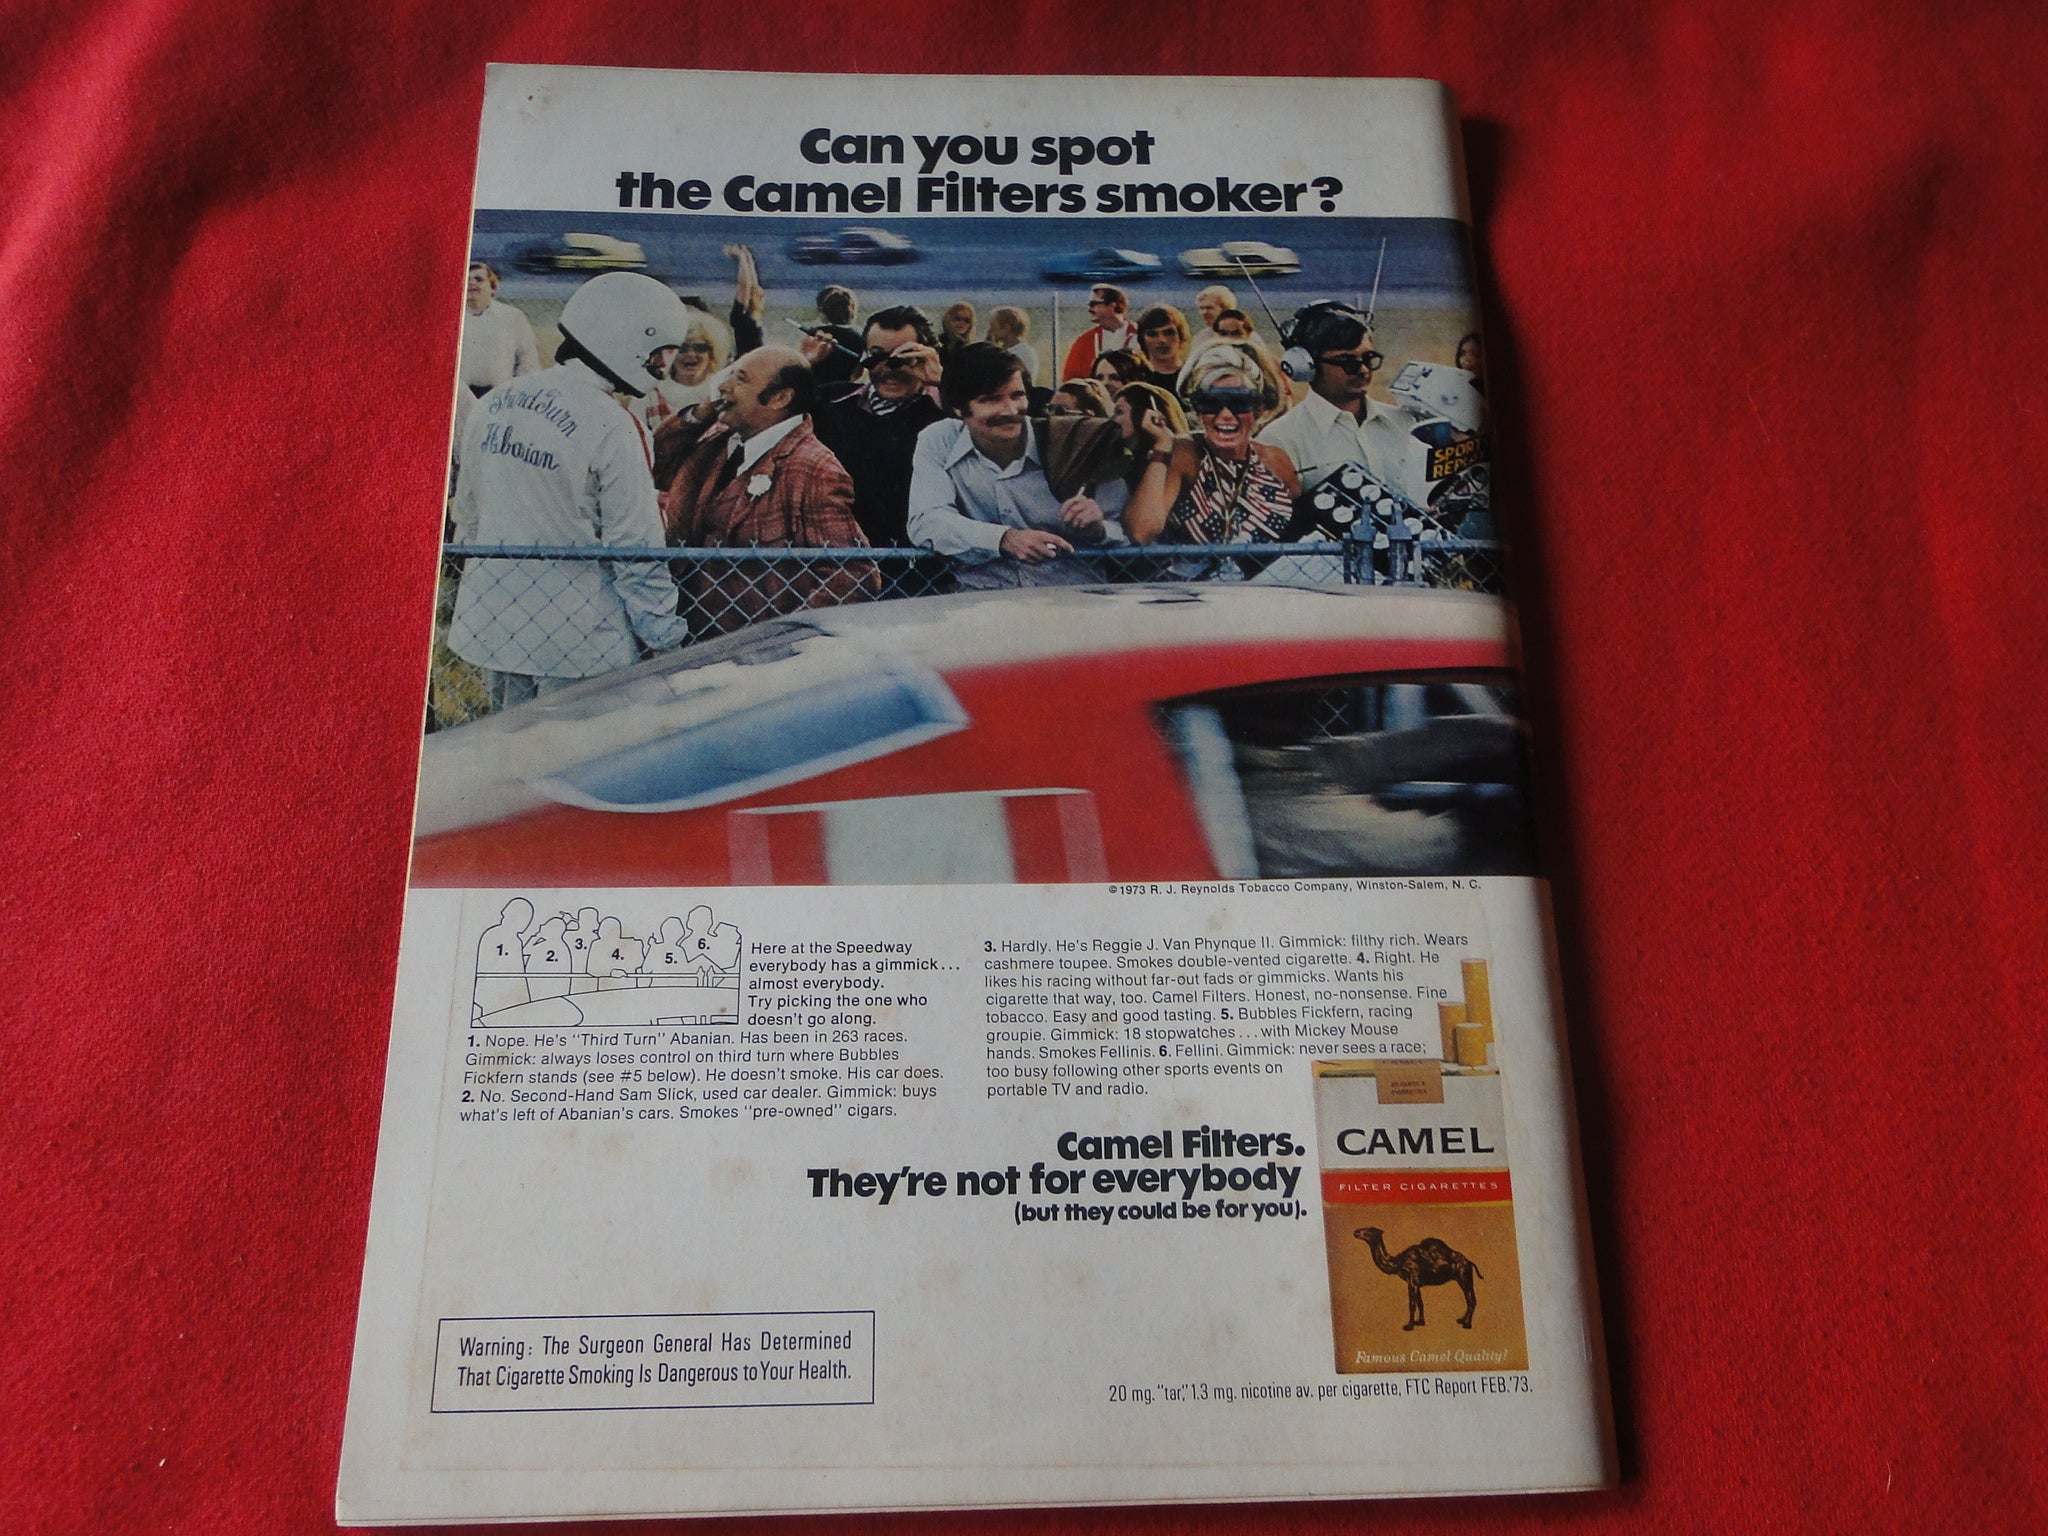 Can you spot
the Camel Filters smoker?
Third Turn
Abanian
SPORTS
©1973 R. J. Reynolds Tobacco Company, Winston-Salem, N. C.
1.
2.
3.
4.
5.
6.
Here at the Speedway
everybody has a gimmick...
almost everybody.
Try picking the one who
doesn't go along.
1. Nope. He's "Third Turn" Abanian. Has been in 263 races.
Gimmick: always loses control on third turn where Bubbles
Fickfern stands (see #5 below). He doesn't smoke. His car does.
2. No. Second-Hand Sam Slick, used car dealer. Gimmick: buys
what's left of Abanian's cars. Smokes "pre-owned" cigars.
3. Hardly. He's Reggie J. Van Phynque II. Gimmick: filthy rich. Wears
cashmere toupee. Smokes double-vented cigarette. 4. Right. He
likes his racing without far-out fads or gimmicks. Wants his
cigarette that way, too. Camel Filters. Honest, no-nonsense. Fine
tobacco. Easy and good tasting. 5. Bubbles Fickfern, racing
groupie. Gimmick: 18 stopwatches...with Mickey Mouse
hands. Smokes Fellinis. 6. Fellini. Gimmick: never sees a race;
too busy following other sports events on
portable TV and radio.
Camel Filters.
They're not for everybody
(but they could be for you).
CAMEL
FILTER CIGARETTES
Famous Camel Quality!
Warning: The Surgeon General Has Determined
That Cigarette Smoking Is Dangerous to Your Health.
20 mg. "tar," 1.3 mg. nicotine av. per cigarette, FTC Report FEB.'73.